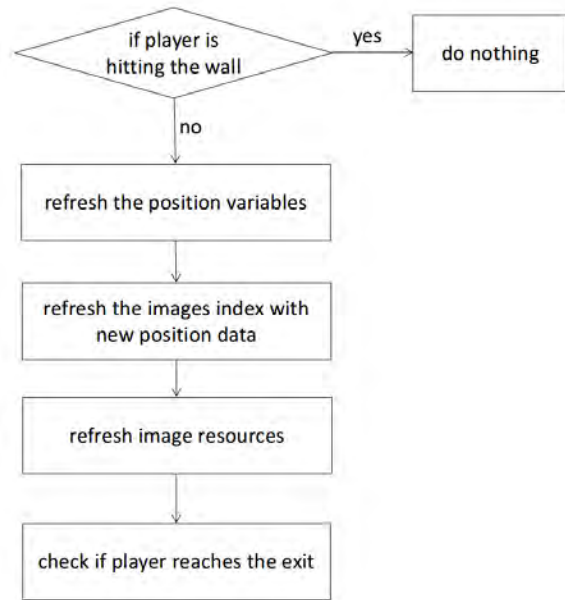 if player is
hitting the wall
yes
do nothing
no
refresh the position variables
refresh the images index with
new position data
refresh image resources
check if player reaches the exit